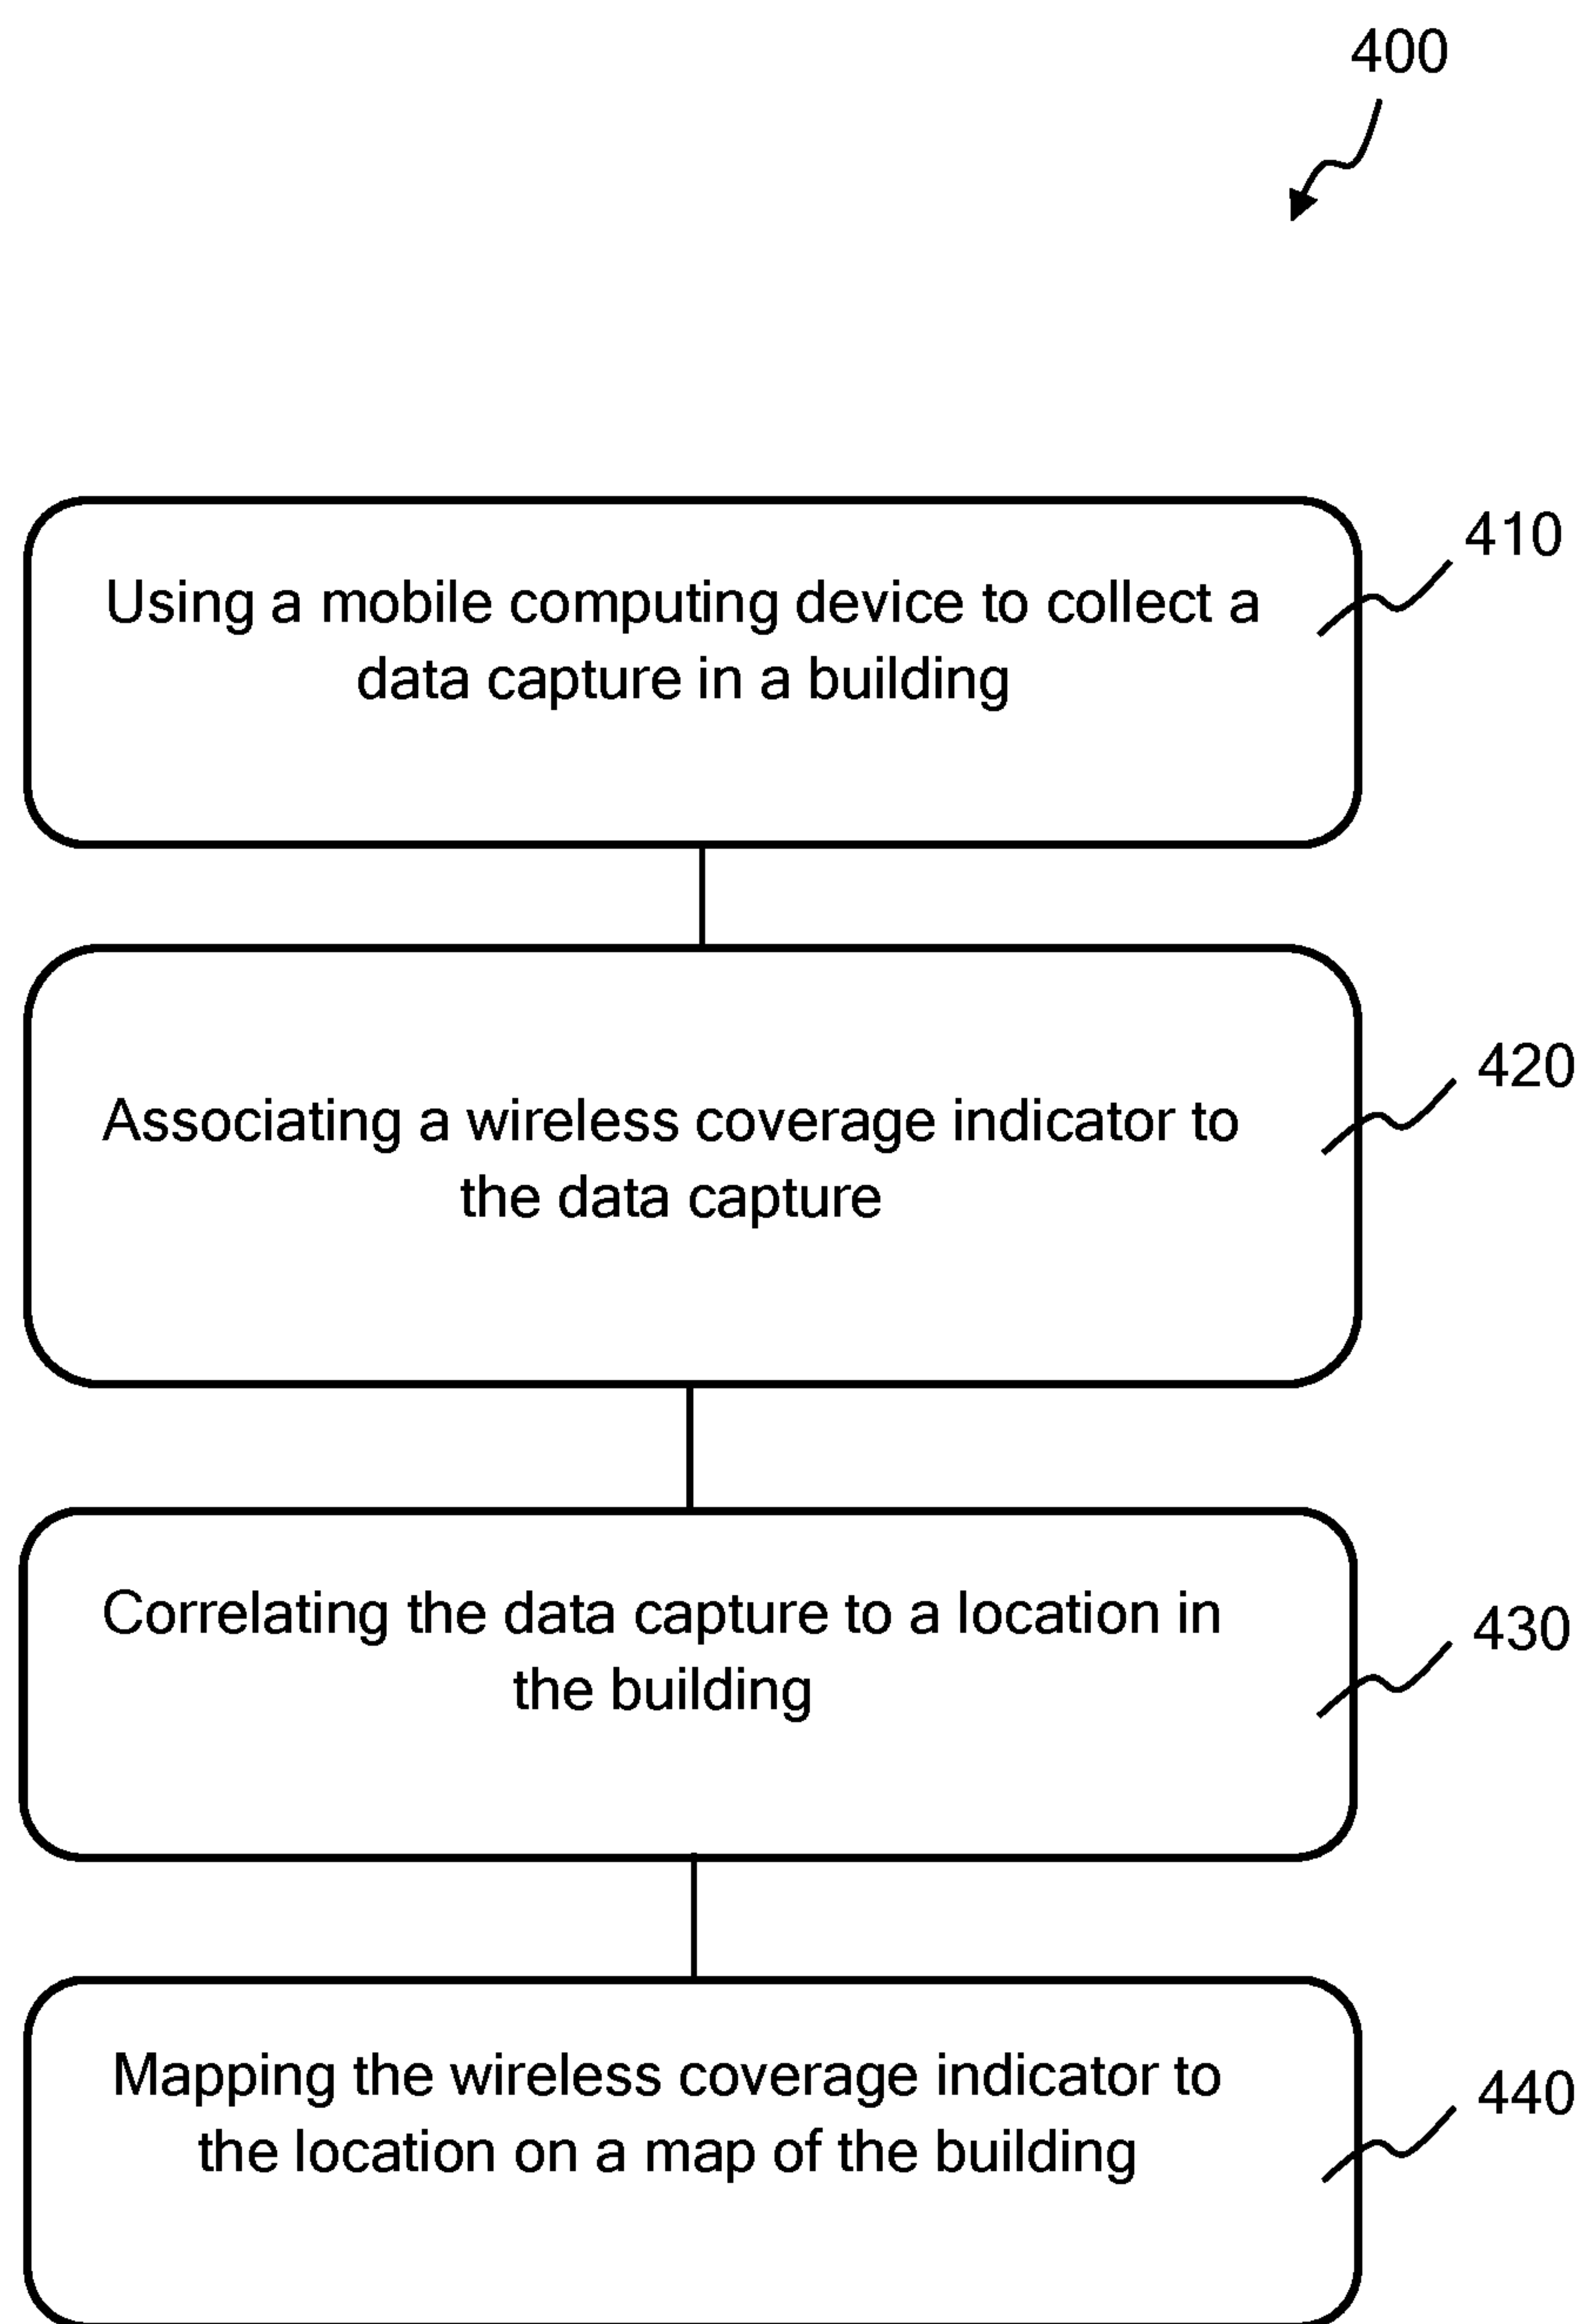 400
410
Using a mobile computing device to collect a
data capture in a building
420
Associating a wireless coverage indicator to
the data capture
430
Correlating the data capture to a location in
the building
440
Mapping the wireless coverage indicator to
the location on a map of the building